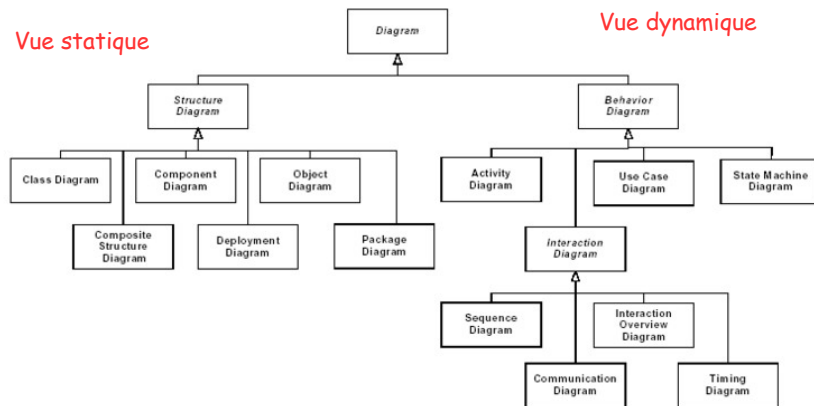 Vue statique
Vue dynamique
Diagram
Structure
Diagram
Behavior
Diagram
Class Diagram
Component
Diagram
Object
Diagram
Activity
Diagram
Use Case
Diagram
State Machine
Diagram
Composite
Structure
Diagram
Deployment
Diagram
Package
Diagram
Interaction
Diagram
Sequence
Diagram
Interaction
Overview
Diagram
Communication
Diagram
Timing
Diagram